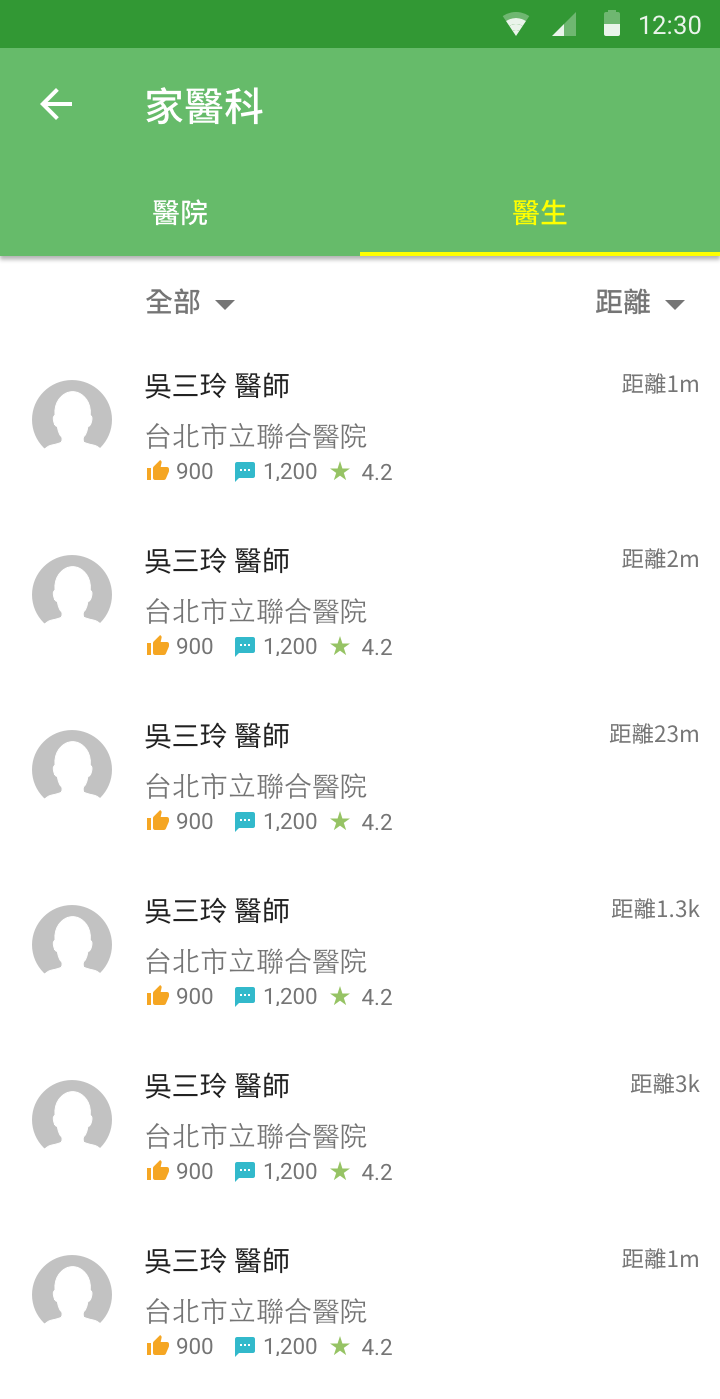 12:30
家醫科
醫院 醫生
全部 距離
吳三玲 醫師 距離1m
台北市立聯合醫院
900 1,200 4.2
吳三玲 醫師 距離2m
台北市立聯合醫院
900 1,200 4.2
吳三玲 醫師 距離23m
台北市立聯合醫院
900 1,200 4.2
吳三玲 醫師 距離1.3k
台北市立聯合醫院
900 1,200 4.2
吳三玲 醫師 距離3k
台北市立聯合醫院
900 1,200 4.2
吳三玲 醫師 距離1m
台北市立聯合醫院
900 1,200 4.2